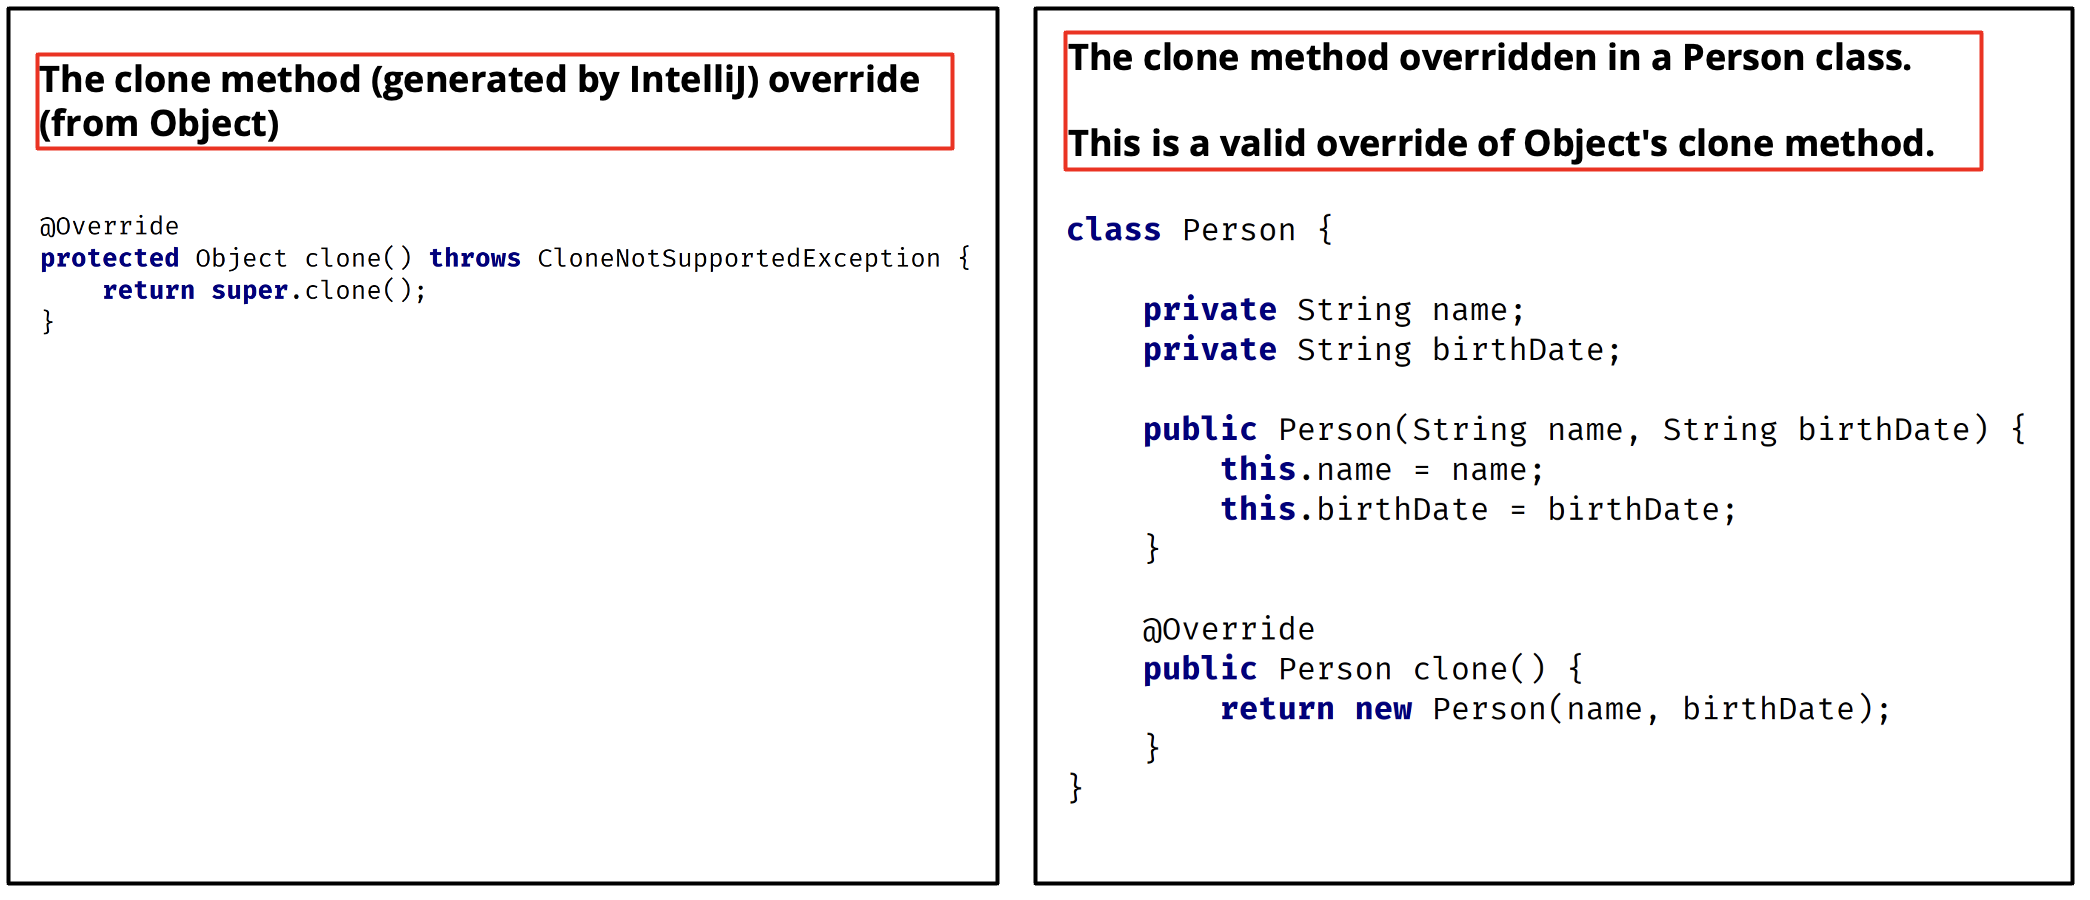 The clone method (generated by IntelliJ) override
(from Object)
@Override
protected Object clone() throws CloneNotSupportedException {
    return super.clone();
}
The clone method overridden in a Person class.
This is a valid override of Object's clone method.
class Person {
    private String name;
    private String birthDate;
    public Person(String name, String birthDate) {
        this.name = name;
        this.birthDate = birthDate;
    }
    @Override
    public Person clone() {
        return new Person(name, birthDate);
    }
}